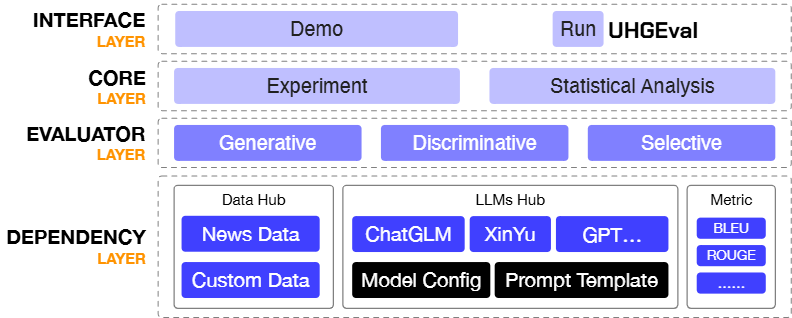 INTERFACE
LAYER
Demo
Run UHGEval
CORE
LAYER
Experiment
Statistical Analysis
EVALUATOR
LAYER
Generative
Discriminative
Selective
DEPENDENCY
LAYER
Data Hub
News Data
Custom Data
LLMs Hub
ChatGLM
XinYu
GPT...
Model Config
Prompt Template
Metric
BLEU
ROUGE
......